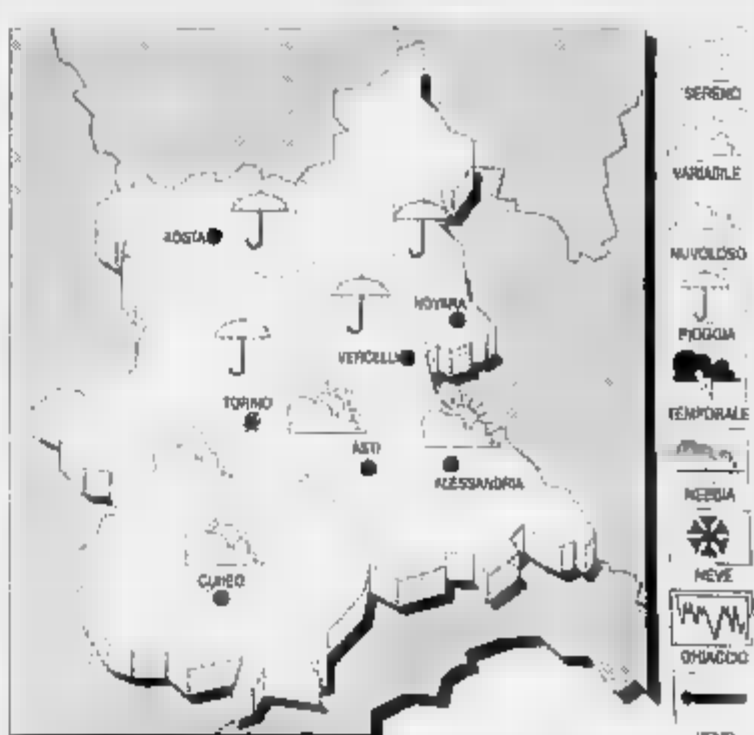 SERENO
VARIABILE
NUVOLOSO
AOSTA
NOVARA
PIOGGIA
VERCELLI
TORINO
TEMPORALE
ASTI
ALESSANDRIA
NEBBIA
CUNEO
NEVE
GHIACCIO